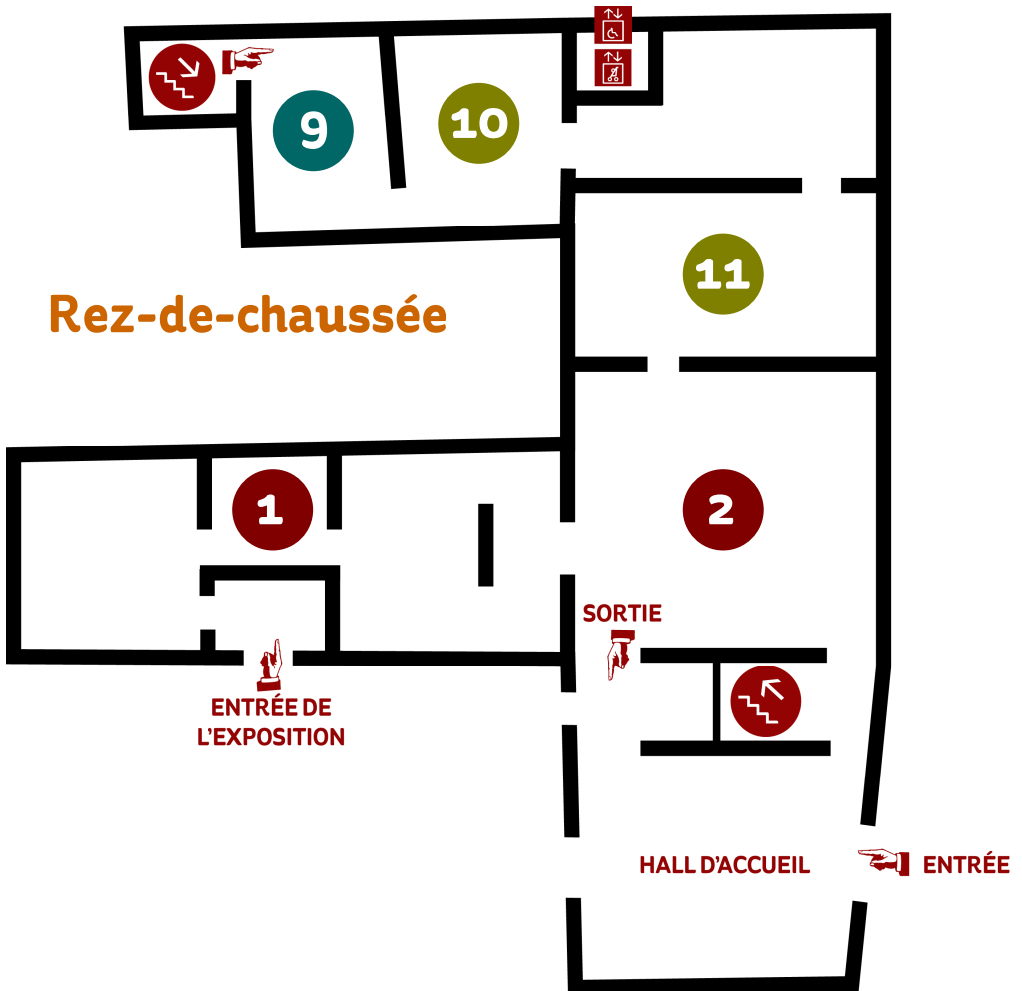 9
10
11
Rez-de-chaussée
1
2
SORTIE
ENTRÉE DE
L'EXPOSITION
HALL D'ACCUEIL
ENTRÉE